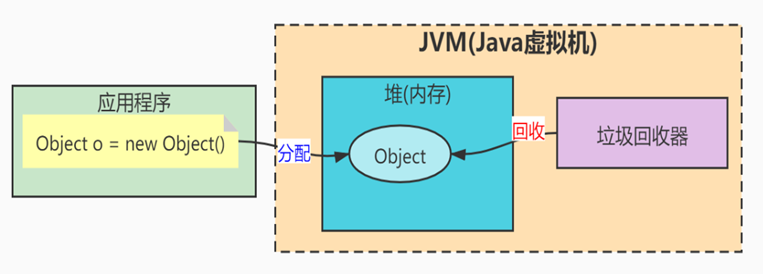 JVM(Java虚拟机)
应用程序
Object o = new Object()
分配
堆(内存)
Object
回收
垃圾回收器